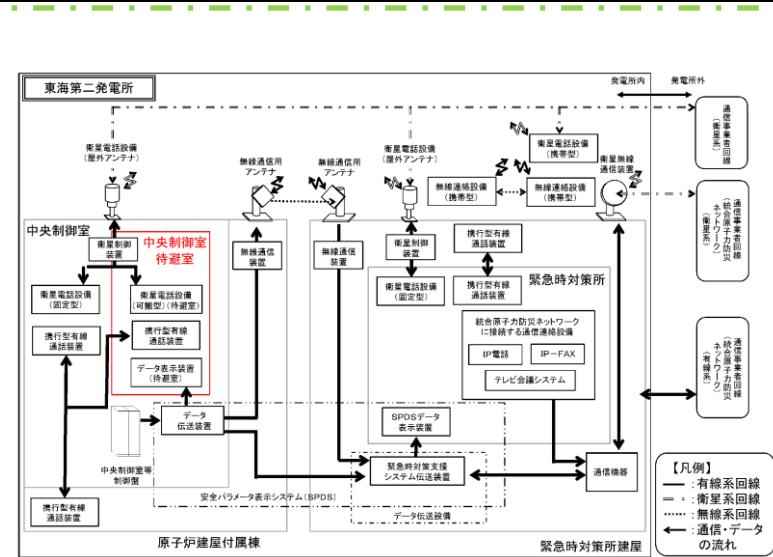 東海第二発電所
発電所内
発電所外
衛星電話設備
(屋外アンテナ)
無線通信用
アンテナ
無線通信用
アンテナ
衛星電話設備
(屋外アンテナ)
衛星電話設備
(携帯型)
無線連絡設備
(携帯型)
無線連絡設備
(携帯型)
衛星無線
通信装置
通信事業者回線
(衛星系)
通信事業者回線
(統合原子力防災
ネットワーク)
(衛星系)
通信事業者回線
(統合原子力防災
ネットワーク)
(有線系)
中央制御室
衛星制御
装置
中央制御室
待避室
衛星電話設備
(固定型)
衛星電話設備
(可搬型)(待避室)
携行型有線
通話装置
携行型有線
通話装置
データ表示装置
(待避室)
データ
伝送装置
中央制御室等
制御盤
携行型有線
通話装置
原子炉建屋付属棟
無線通信
装置
無線通信
装置
衛星制御
装置
携行型有線
通話装置
緊急時対策所
衛星電話設備
(固定型)
携行型有線
通話装置
統合原子力防災ネットワーク
に接続する通信連絡設備
IP電話
IP-FAX
テレビ会議システム
SPDSデータ
表示装置
緊急時対策支援
システム伝送装置
通信機器
安全パラメータ表示システム(SPDS)
データ伝送設備
緊急時対策所建屋
【凡例】
:有線系回線
:衛星系回線
:無線系回線
:通信・データ
の流れ